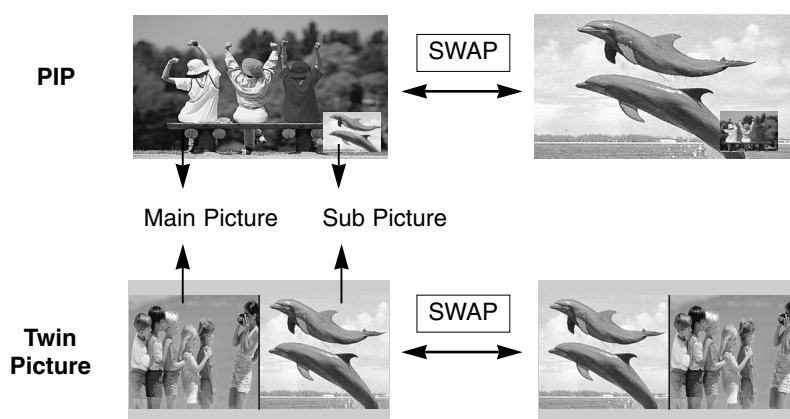 PIP
SWAP
Main Picture
Sub Picture
Twin
Picture
SWAP